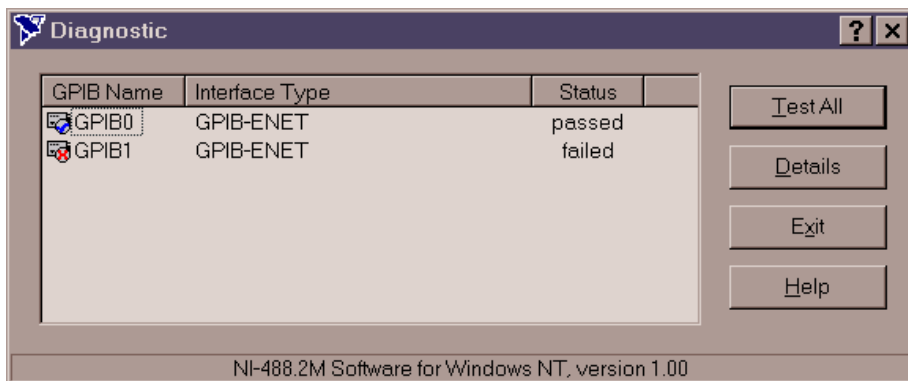 Diagnostic
GPIB Name Interface Type Status
GPIB0 GPIB-ENET passed
GPIB1 GPIB-ENET failed
Test All
Details
Exit
Help
NI-488.2M Software for Windows NT, version 1.00